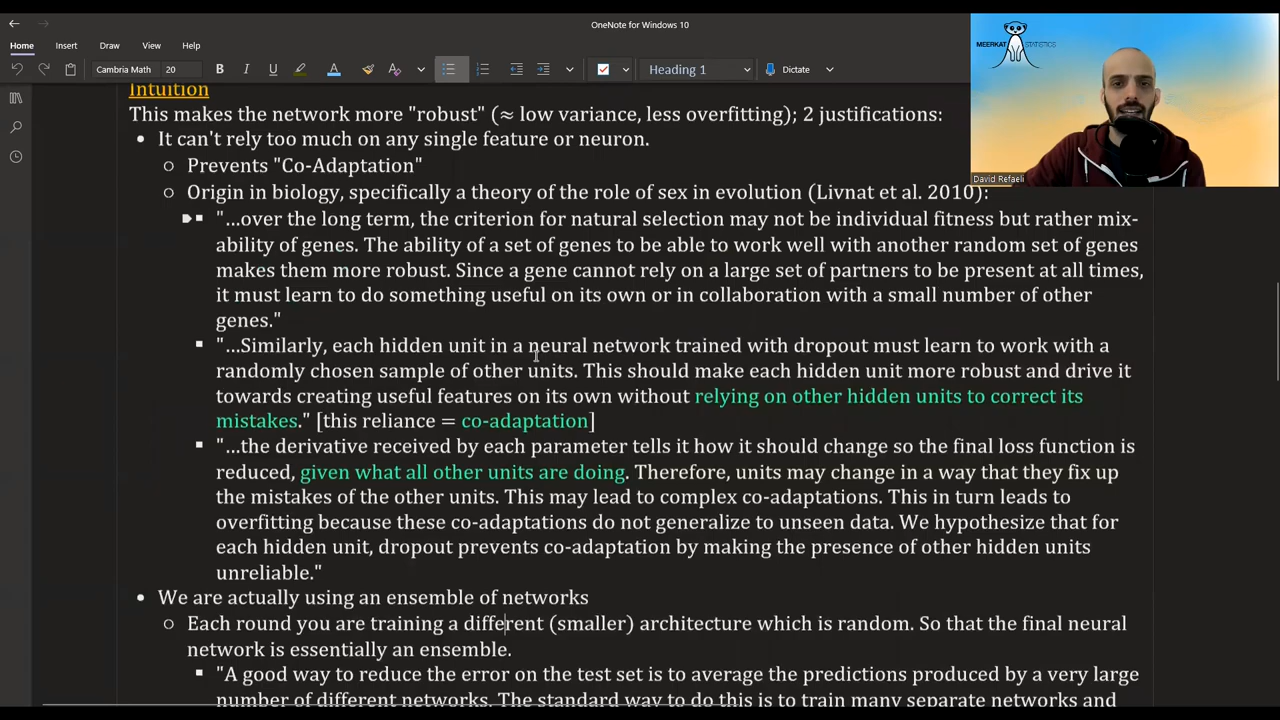 OneNote for Windows 10
Home Insert Draw View Help
Cambria Math 20 B I U A Heading 1 Dictate
MEERKAT
STATISTICS
David Refaeli
Intuition
This makes the network more "robust" (≈ low variance, less overfitting); 2 justifications:
• It can't rely too much on any single feature or neuron.
○ Prevents "Co-Adaptation"
○ Origin in biology, specifically a theory of the role of sex in evolution (Livnat et al. 2010):
▪ "…over the long term, the criterion for natural selection may not be individual fitness but rather mix-
ability of genes. The ability of a set of genes to be able to work well with another random set of genes
makes them more robust. Since a gene cannot rely on a large set of partners to be present at all times,
it must learn to do something useful on its own or in collaboration with a small number of other
genes."
▪ "…Similarly, each hidden unit in a neural network trained with dropout must learn to work with a
randomly chosen sample of other units. This should make each hidden unit more robust and drive it
towards creating useful features on its own without relying on other hidden units to correct its
mistakes." [this reliance = co-adaptation]
▪ "…the derivative received by each parameter tells it how it should change so the final loss function is
reduced, given what all other units are doing. Therefore, units may change in a way that they fix up
the mistakes of the other units. This may lead to complex co-adaptations. This in turn leads to
overfitting because these co-adaptations do not generalize to unseen data. We hypothesize that for
each hidden unit, dropout prevents co-adaptation by making the presence of other hidden units
unreliable."
• We are actually using an ensemble of networks
○ Each round you are training a different (smaller) architecture which is random. So that the final neural
network is essentially an ensemble.
▪ "A good way to reduce the error on the test set is to average the predictions produced by a very large
number of different networks. The standard way to do this is to train many separate networks and